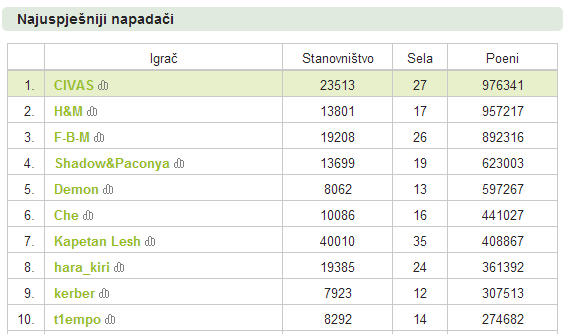 Najuspješniji napadači
Igrač Stanovništvo Sela Poeni
1. CIVAS 23513 27 976341
2. H&M 13801 17 957217
3. F-B-M 19208 26 892316
4. Shadow&Paconya 13699 19 623003
5. Demon 8062 13 597267
6. Che 10086 16 441027
7. Kapetan Lesh 40010 35 408867
8. hara_kiri 19385 24 361392
9. kerber 7923 12 307513
10. t1empo 8292 14 274682